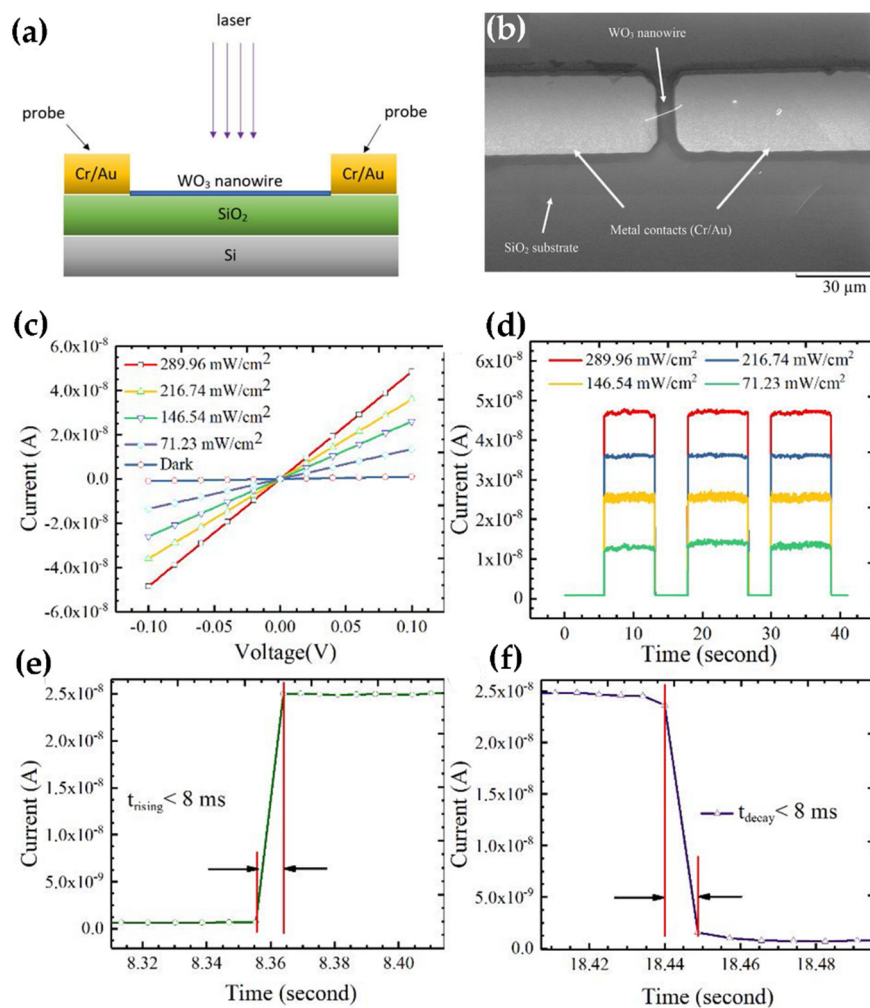 (a)
laser
probe
probe
Cr/Au
WO₃ nanowire
Cr/Au
SiO₂
Si
(b)
WO₃ nanowire
Metal contacts (Cr/Au)
SiO₂ substrate
30 µm
(c)
6.0x10⁻⁸
4.0x10⁻⁸
2.0x10⁻⁸
0.0
-2.0x10⁻⁸
-4.0x10⁻⁸
-6.0x10⁻⁸
Current (A)
289.96 mW/cm²
216.74 mW/cm²
146.54 mW/cm²
71.23 mW/cm²
Dark
-0.10 -0.05 0.00 0.05 0.10
Voltage(V)
(d)
6x10⁻⁸
5x10⁻⁸
4x10⁻⁸
3x10⁻⁸
2x10⁻⁸
1x10⁻⁸
0
Current (A)
289.96 mW/cm² 216.74 mW/cm²
146.54 mW/cm² 71.23 mW/cm²
0 10 20 30 40
Time (second)
(e)
2.5x10⁻⁸
2.0x10⁻⁸
1.5x10⁻⁸
1.0x10⁻⁸
5.0x10⁻⁹
0.0
Current (A)
t_rising< 8 ms
8.32 8.34 8.36 8.38 8.40
Time (second)
(f)
2.5x10⁻⁸
2.0x10⁻⁸
1.5x10⁻⁸
1.0x10⁻⁸
5.0x10⁻⁹
0.0
Current (A)
t_decay< 8 ms
18.42 18.44 18.46 18.48
Time (second)